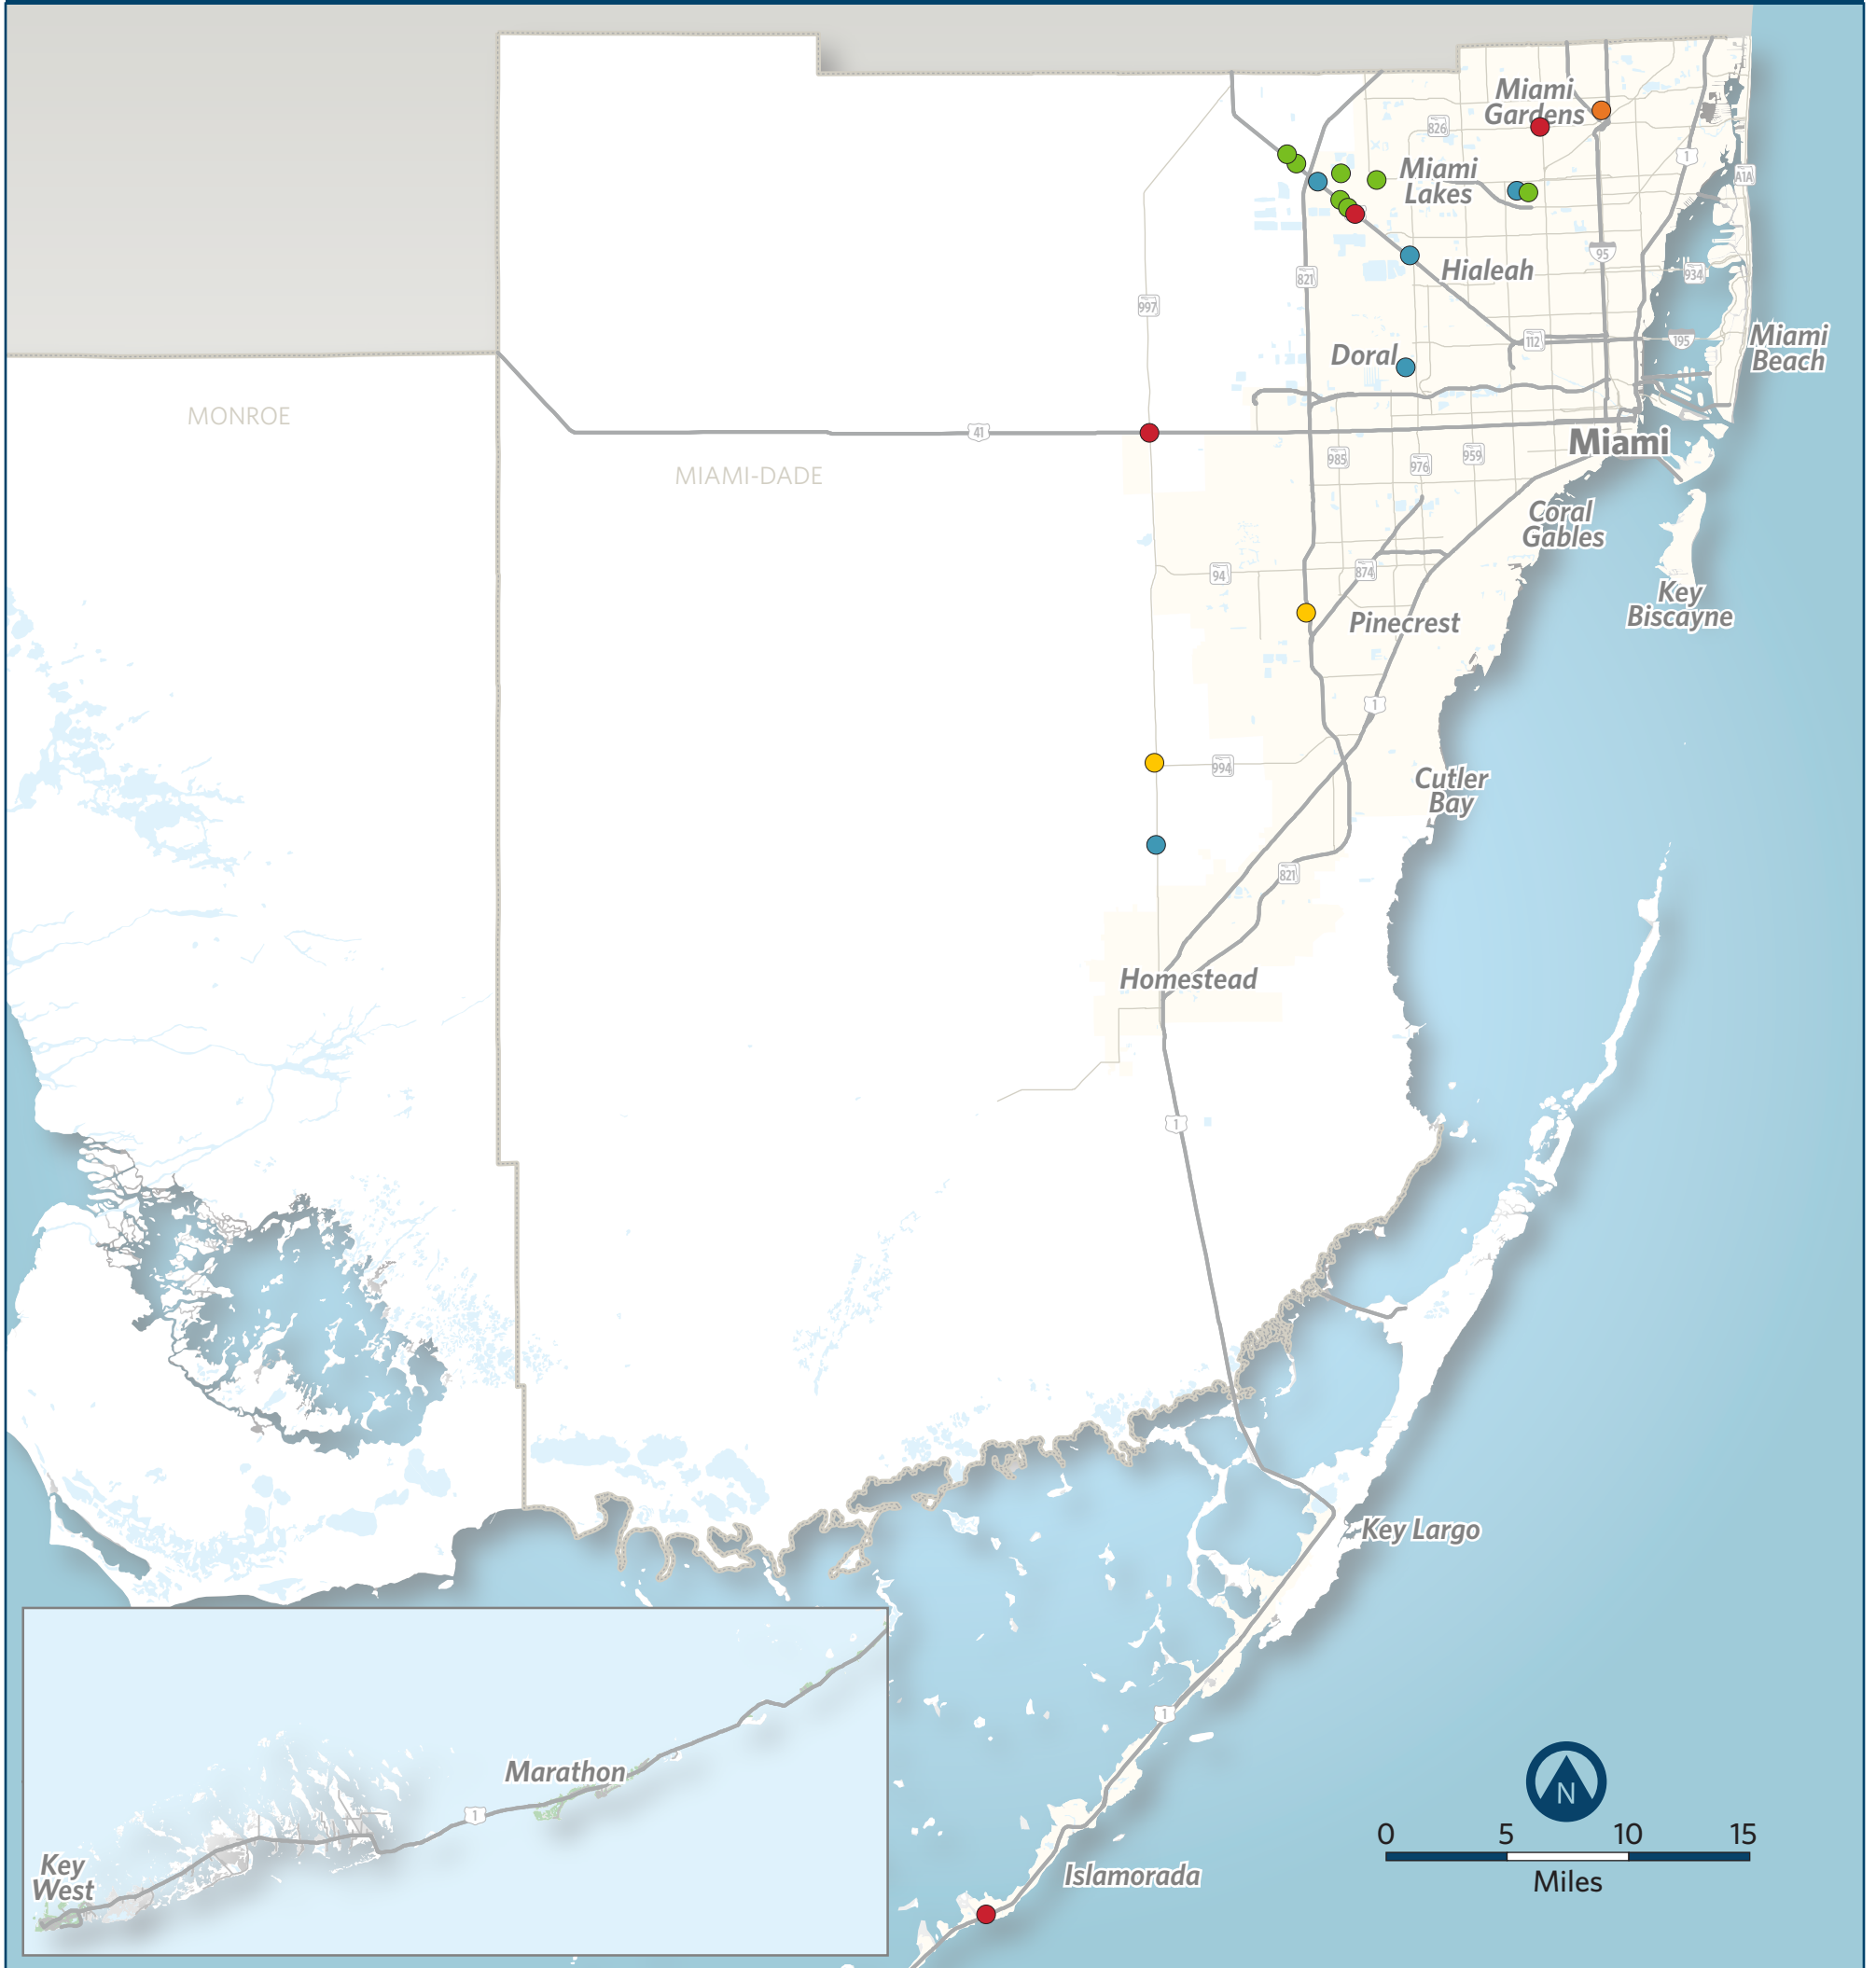 Miami
Gardens
826
1
Miami
Lakes
A1A
95
934
Hialeah
821
997
112
195
Miami
Beach
Doral
MONROE
41
Miami
MIAMI-DADE
985
976
959
Coral
Gables
94
874
Key
Biscayne
Pinecrest
1
994
Cutler
Bay
821
Homestead
1
Key Largo
1
Marathon
1
N
0 5 10 15
Miles
Key
West
Islamorada